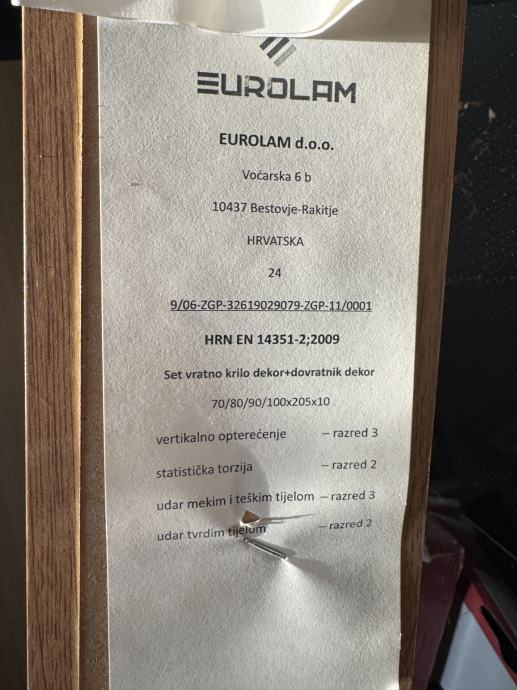 EUROLAM
EUROLAM d.o.o.
Voćarska 6 b
10437 Bestovje-Rakitje
HRVATSKA
24
9/06-ZGP-32619029079-ZGP-11/0001
HRN EN 14351-2;2009
Set vratno krilo dekor+dovratnik dekor
70/80/90/100x205x10
vertikalno opterećenje – razred 3
statistička torzija – razred 2
udar mekim i teškim tijelom – razred 3
udar tvrdim tijelom – razred 2